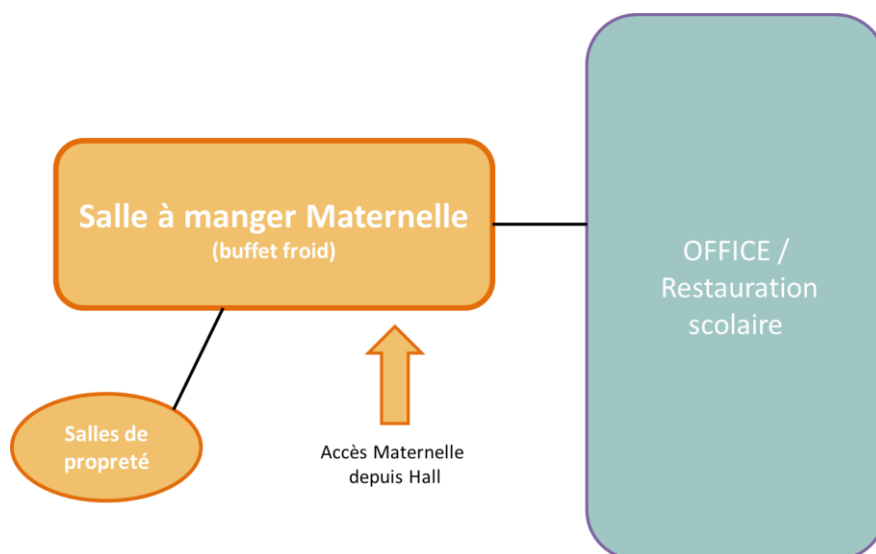 Salle à manger Maternelle
(buffet froid)
OFFICE /
Restauration
scolaire
Salles de
propreté
Accès Maternelle
depuis Hall